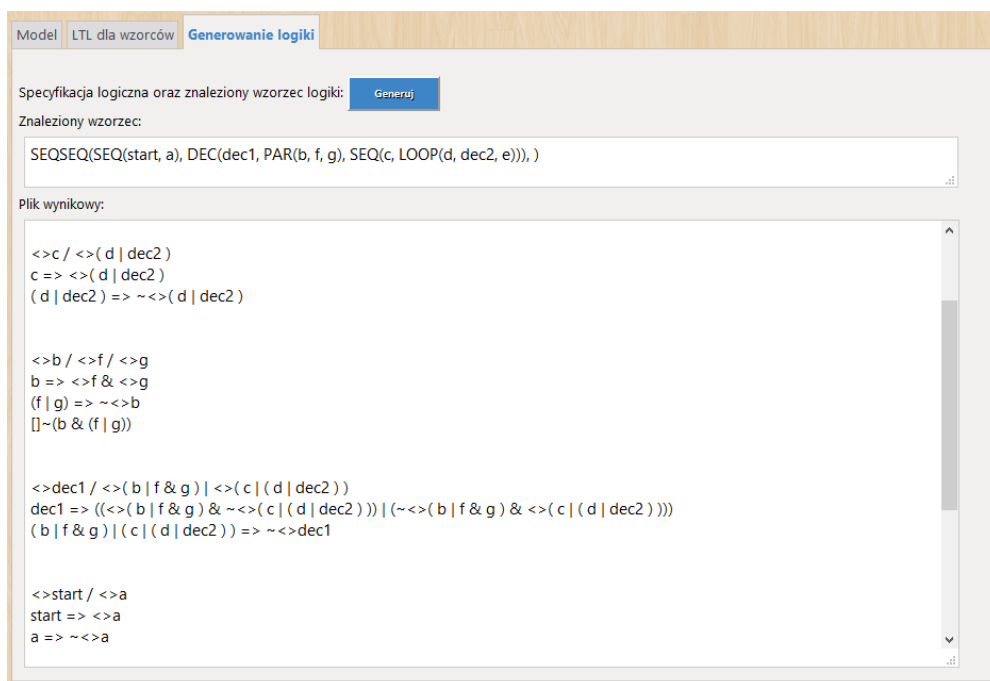 Model LTL dla wzorców Generowanie logiki
Specyfikacja logiczna oraz znaleziony wzorzec logiki: Generuj
Znaleziony wzorzec:
SEQSEQ(SEQ(start, a), DEC(dec1, PAR(b, f, g), SEQ(c, LOOP(d, dec2, e))), )
Plik wynikowy:
<>c / <>( d | dec2 )
c => <>( d | dec2 )
( d | dec2 ) => ~<>( d | dec2 )
<>b / <>f / <>g
b => <>f & <>g
(f | g) => ~<>b
[]~(b & (f | g))
<>dec1 / <>( b | f & g ) | <>( c | ( d | dec2 ) )
dec1 => ((<>( b | f & g ) & ~<>( c | ( d | dec2 ) )) | (~<>( b | f & g ) & <>( c | ( d | dec2 ) )))
( b | f & g ) | ( c | ( d | dec2 ) ) => ~<>dec1
<>start / <>a
start => <>a
a => ~<>a